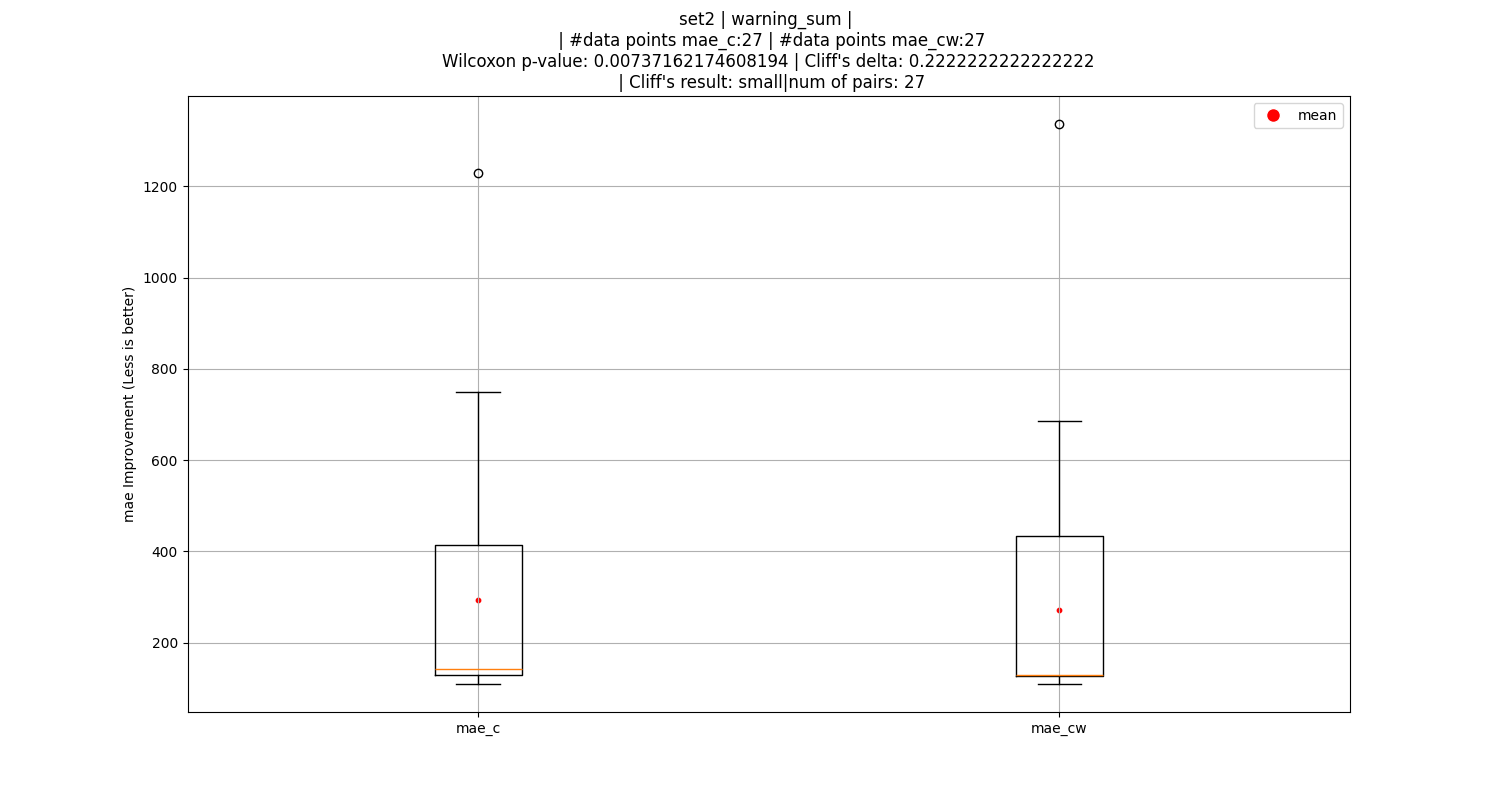 set2 | warning_sum |
| #data points mae_c:27 | #data points mae_cw:27
Wilcoxon p-value: 0.00737162174608194 | Cliff's delta: 0.2222222222222222
| Cliff's result: small|num of pairs: 27
mean
1200
1000
800
600
400
200
mae Improvement (Less is better)
mae_c
mae_cw